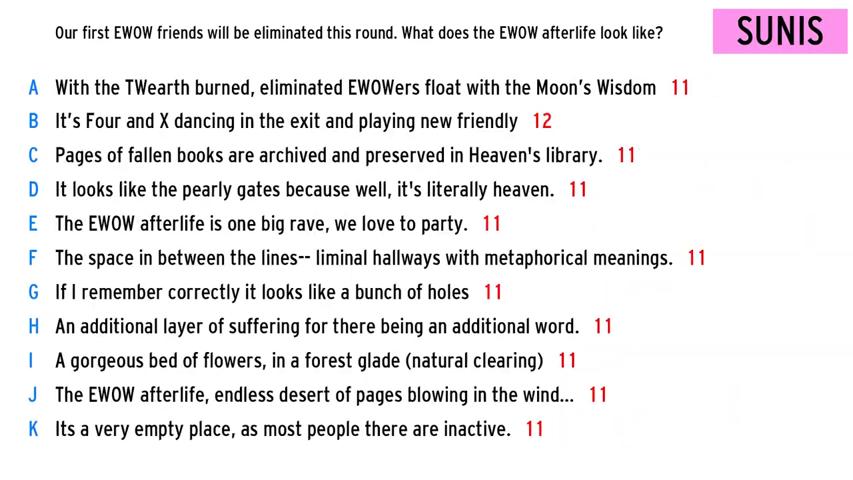 Our first EWOW friends will be eliminated this round. What does the EWOW afterlife look like?
SUNIS
A With the TWearth burned, eliminated EWOWers float with the Moon's Wisdom 11
B It's Four and X dancing in the exit and playing new friendly 12
C Pages of fallen books are archived and preserved in Heaven's library. 11
D It looks like the pearly gates because well, it's literally heaven. 11
E The EWOW afterlife is one big rave, we love to party. 11
F The space in between the lines-- liminal hallways with metaphorical meanings. 11
G If I remember correctly it looks like a bunch of holes 11
H An additional layer of suffering for there being an additional word. 11
I A gorgeous bed of flowers, in a forest glade (natural clearing) 11
J The EWOW afterlife, endless desert of pages blowing in the wind... 11
K Its a very empty place, as most people there are inactive. 11